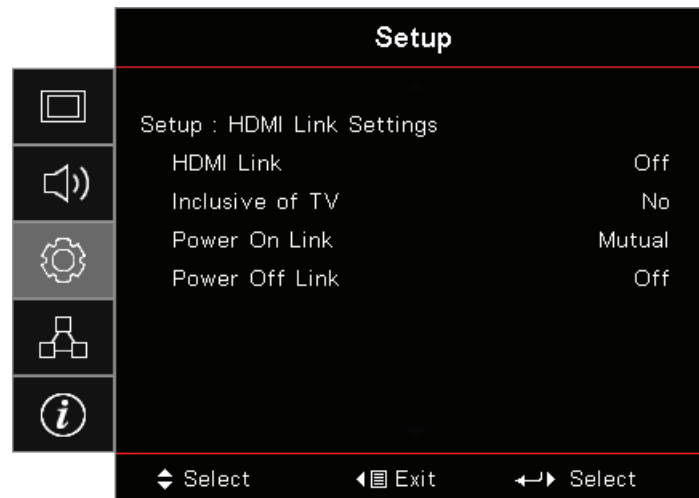 Setup
Setup : HDMI Link Settings
HDMI Link Off
Inclusive of TV No
Power On Link Mutual
Power Off Link Off
Select Exit Select